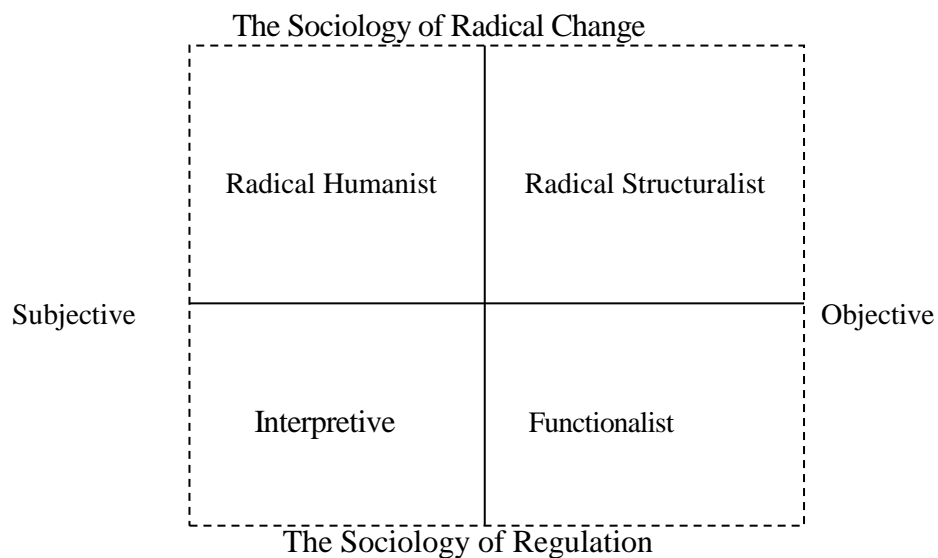 The Sociology of Radical Change
Radical Humanist
Radical Structuralist
Subjective
Objective
Interpretive
Functionalist
The Sociology of Regulation